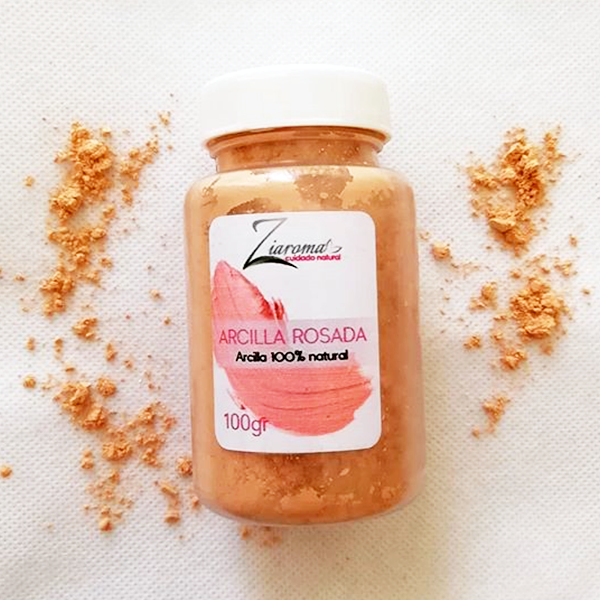 Ziaroma
cuidado natural
ARCILLA ROSADA
Arcilla 100% natural
100gr